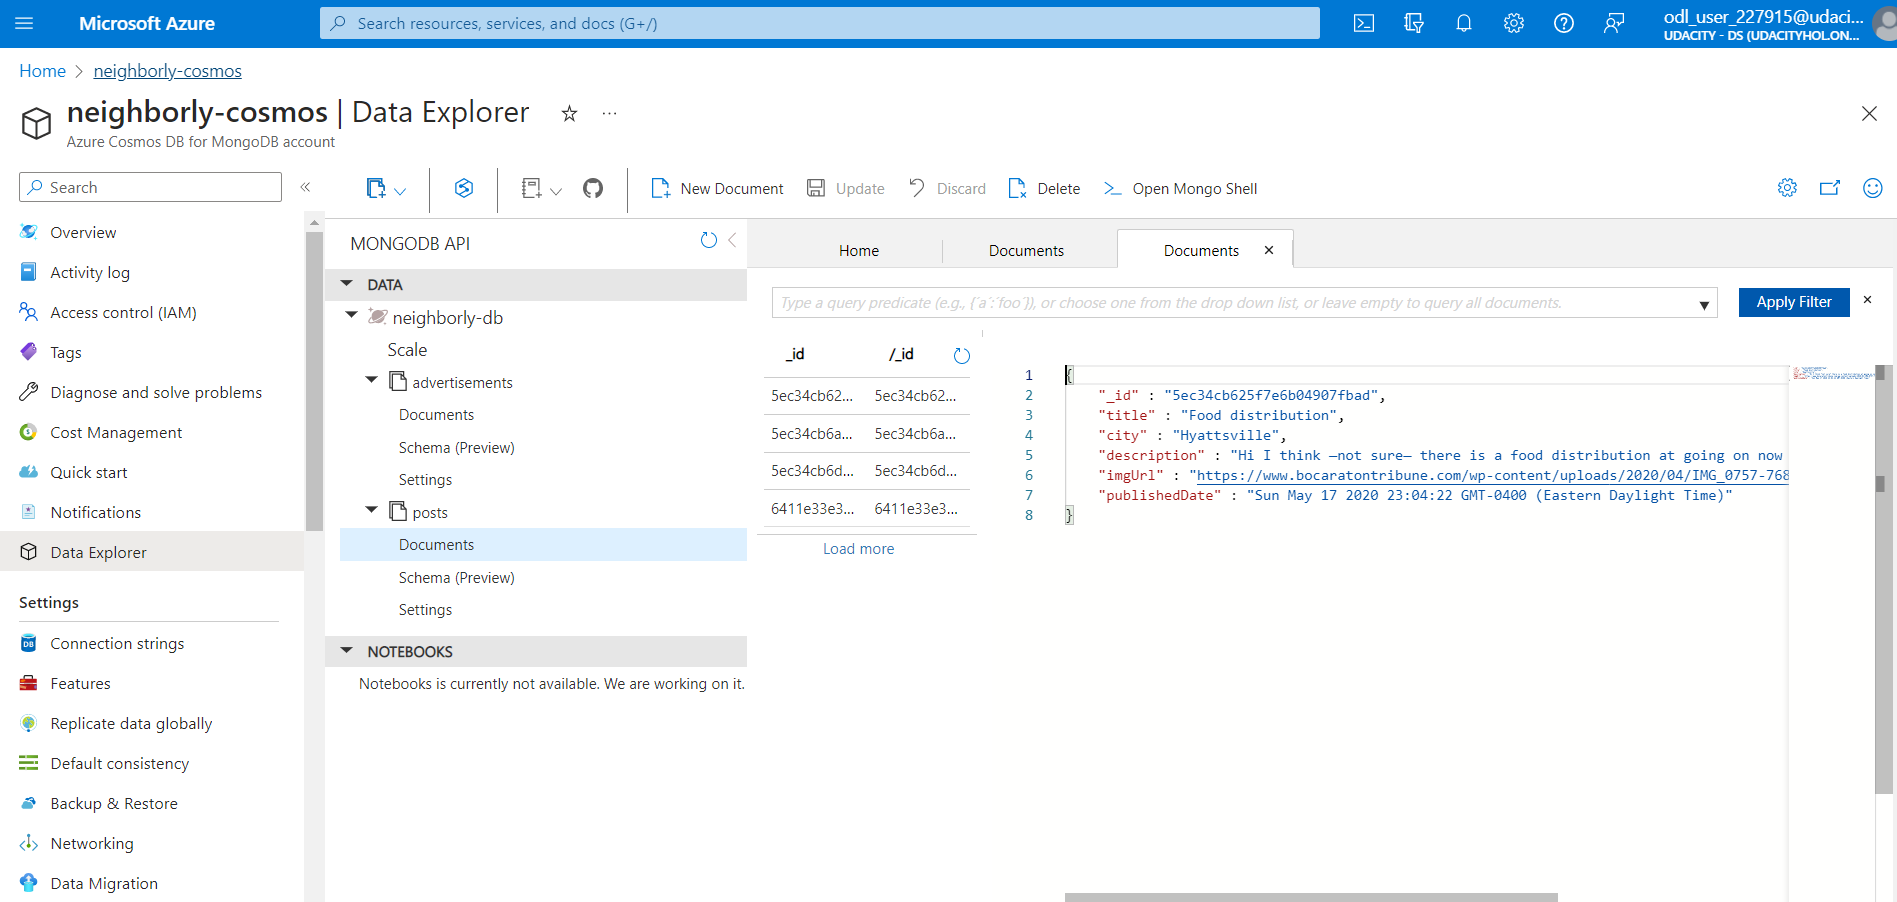 Microsoft Azure
Search resources, services, and docs (G+/)
odl_user_227915@udaci...
UDACITY - DS (UDACITYHOL.ON...
Home > neighborly-cosmos
neighborly-cosmos | Data Explorer
Azure Cosmos DB for MongoDB account
Search
Overview
Activity log
Access control (IAM)
Tags
Diagnose and solve problems
Cost Management
Quick start
Notifications
Data Explorer
Settings
Connection strings
Features
Replicate data globally
Default consistency
Backup & Restore
Networking
Data Migration
New Document
Update
Discard
Delete
Open Mongo Shell
MONGODB API
DATA
neighborly-db
Scale
advertisements
Documents
Schema (Preview)
Settings
posts
Documents
Schema (Preview)
Settings
NOTEBOOKS
Notebooks is currently not available. We are working on it.
Home
Documents
Documents
Type a query predicate (e.g., {´a´:´foo´}), or choose one from the drop down list, or leave empty to query all documents.
Apply Filter
_id /_id
5ec34cb62... 5ec34cb62...
5ec34cb6a... 5ec34cb6a...
5ec34cb6d... 5ec34cb6d...
6411e33e3... 6411e33e3...
Load more
1 {
2 "_id" : "5ec34cb625f7e6b04907fbad",
3 "title" : "Food distribution",
4 "city" : "Hyattsville",
5 "description" : "Hi I think —not sure— there is a food distribution at going on now
6 "imgUrl" : "https://www.bocaratontribune.com/wp-content/uploads/2020/04/IMG_0757-768
7 "publishedDate" : "Sun May 17 2020 23:04:22 GMT-0400 (Eastern Daylight Time)"
8 }